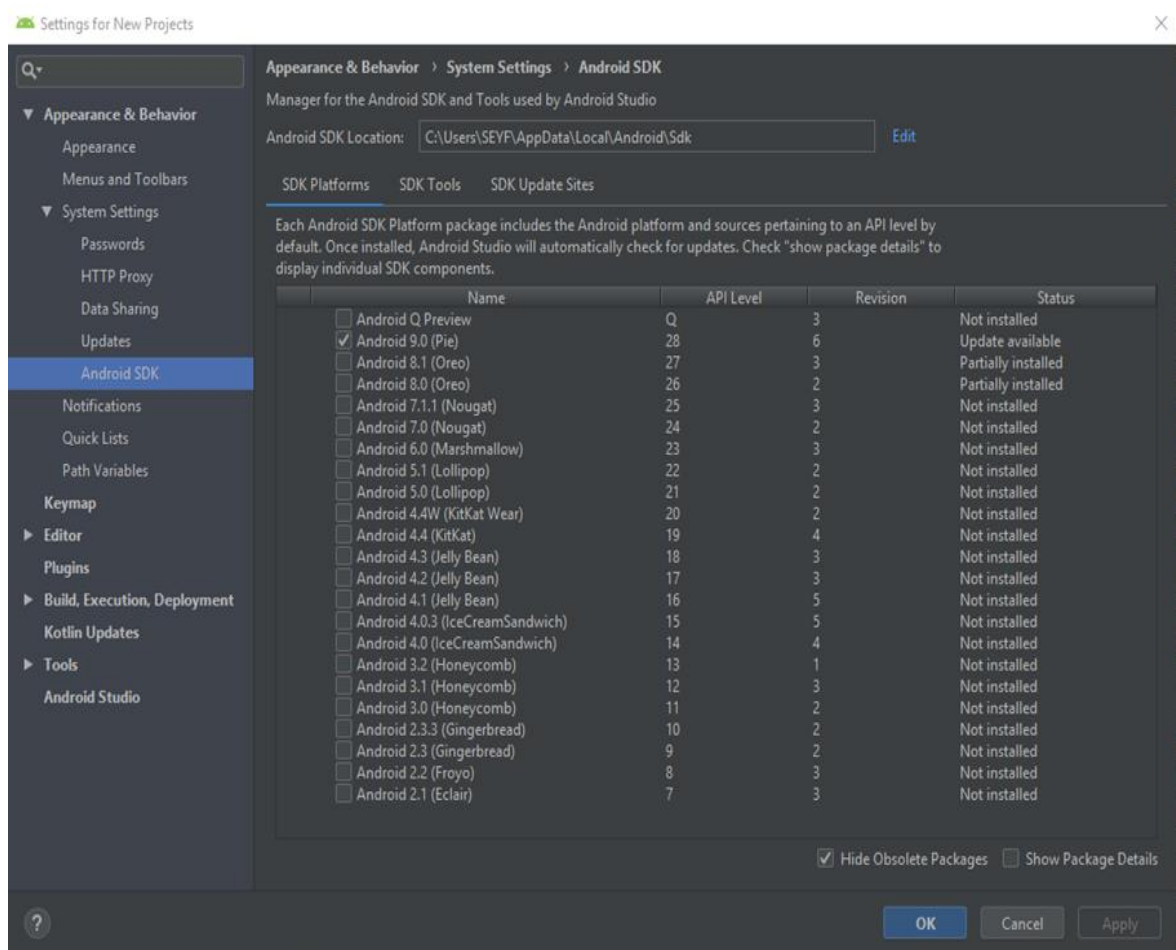 Settings for New Projects
Appearance & Behavior
Appearance
Menus and Toolbars
System Settings
Passwords
HTTP Proxy
Data Sharing
Updates
Android SDK
Notifications
Quick Lists
Path Variables
Keymap
Editor
Plugins
Build, Execution, Deployment
Kotlin Updates
Tools
Android Studio
Appearance & Behavior › System Settings › Android SDK
Manager for the Android SDK and Tools used by Android Studio
Android SDK Location: C:\Users\SEYF\AppData\Local\Android\Sdk Edit
SDK Platforms SDK Tools SDK Update Sites
Each Android SDK Platform package includes the Android platform and sources pertaining to an API level by
default. Once installed, Android Studio will automatically check for updates. Check "show package details" to
display individual SDK components.
Name API Level Revision Status
Android Q Preview Q 3 Not installed
Android 9.0 (Pie) 28 6 Update available
Android 8.1 (Oreo) 27 3 Partially installed
Android 8.0 (Oreo) 26 2 Partially installed
Android 7.1.1 (Nougat) 25 3 Not installed
Android 7.0 (Nougat) 24 2 Not installed
Android 6.0 (Marshmallow) 23 3 Not installed
Android 5.1 (Lollipop) 22 2 Not installed
Android 5.0 (Lollipop) 21 2 Not installed
Android 4.4W (KitKat Wear) 20 2 Not installed
Android 4.4 (KitKat) 19 4 Not installed
Android 4.3 (Jelly Bean) 18 3 Not installed
Android 4.2 (Jelly Bean) 17 3 Not installed
Android 4.1 (Jelly Bean) 16 5 Not installed
Android 4.0.3 (IceCreamSandwich) 15 5 Not installed
Android 4.0 (IceCreamSandwich) 14 4 Not installed
Android 3.2 (Honeycomb) 13 1 Not installed
Android 3.1 (Honeycomb) 12 3 Not installed
Android 3.0 (Honeycomb) 11 2 Not installed
Android 2.3.3 (Gingerbread) 10 2 Not installed
Android 2.3 (Gingerbread) 9 2 Not installed
Android 2.2 (Froyo) 8 3 Not installed
Android 2.1 (Eclair) 7 3 Not installed
Hide Obsolete Packages Show Package Details
? OK Cancel Apply